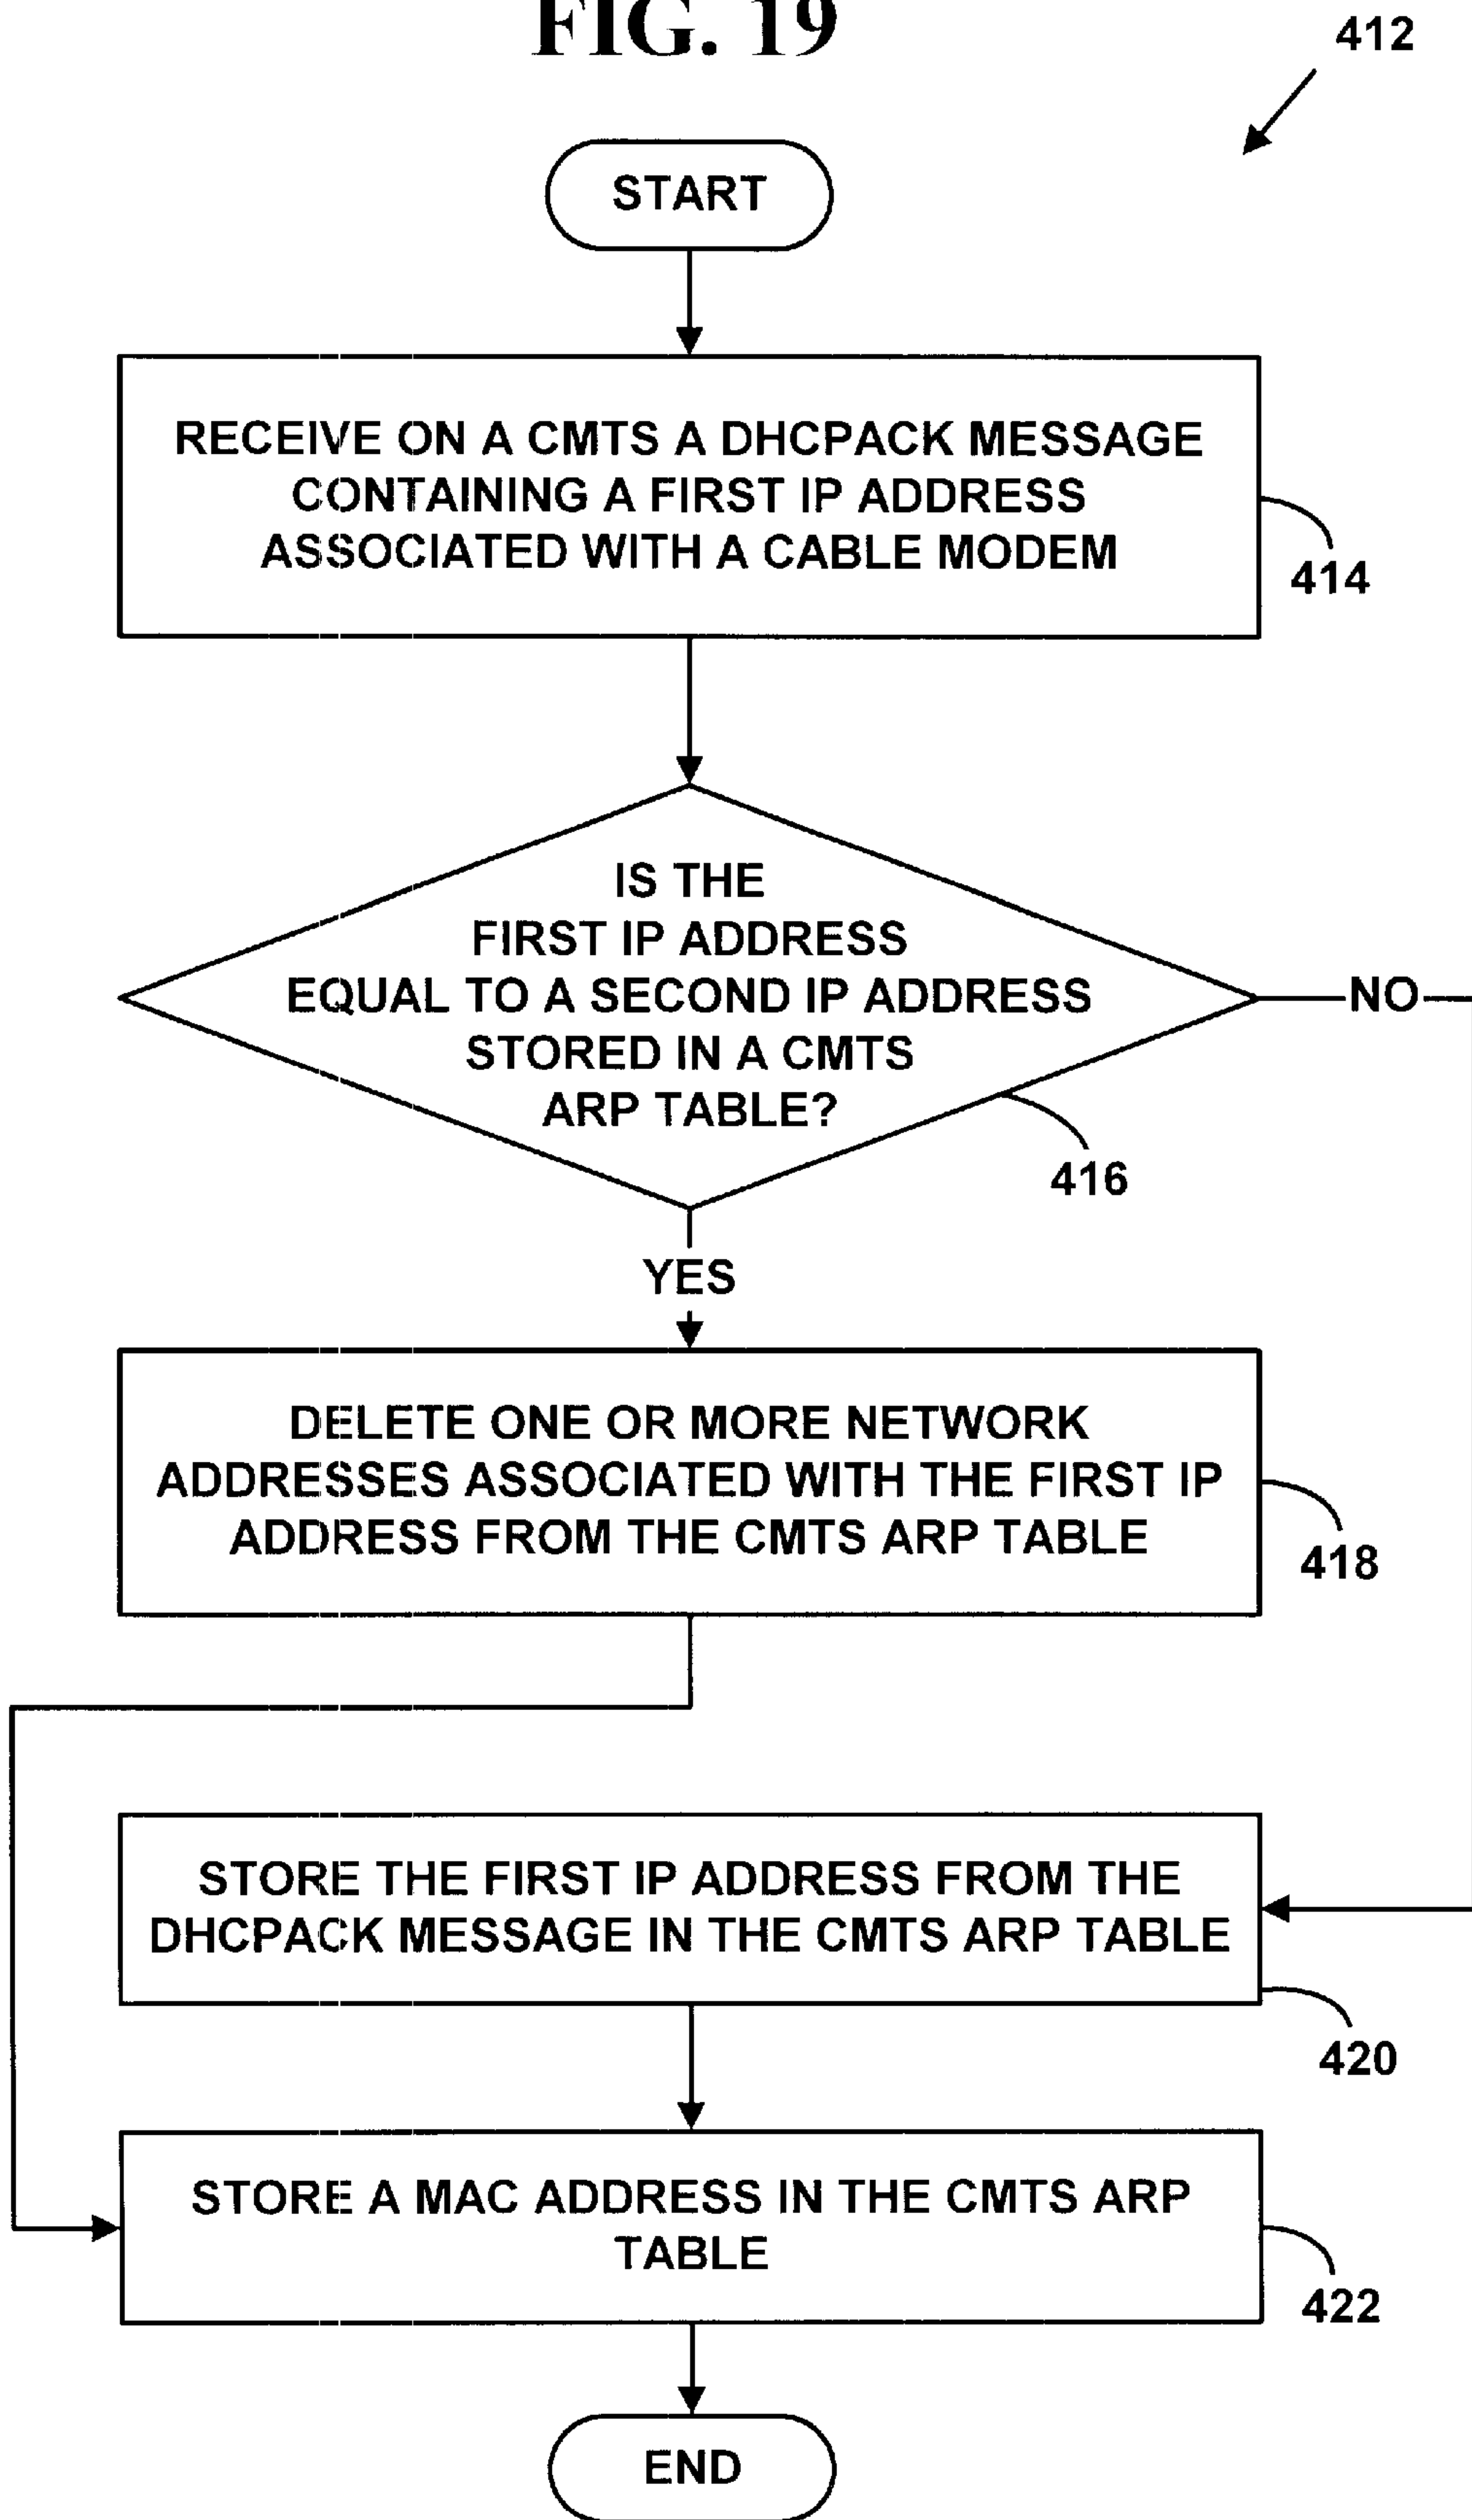 FIG. 19
412
START
RECEIVE ON A CMTS A DHCPACK MESSAGE
CONTAINING A FIRST IP ADDRESS
ASSOCIATED WITH A CABLE MODEM
414
IS THE
FIRST IP ADDRESS
EQUAL TO A SECOND IP ADDRESS
STORED IN A CMTS
ARP TABLE?
NO
416
YES
DELETE ONE OR MORE NETWORK
ADDRESSES ASSOCIATED WITH THE FIRST IP
ADDRESS FROM THE CMTS ARP TABLE
418
STORE THE FIRST IP ADDRESS FROM THE
DHCPACK MESSAGE IN THE CMTS ARP TABLE
420
STORE A MAC ADDRESS IN THE CMTS ARP
TABLE
422
END